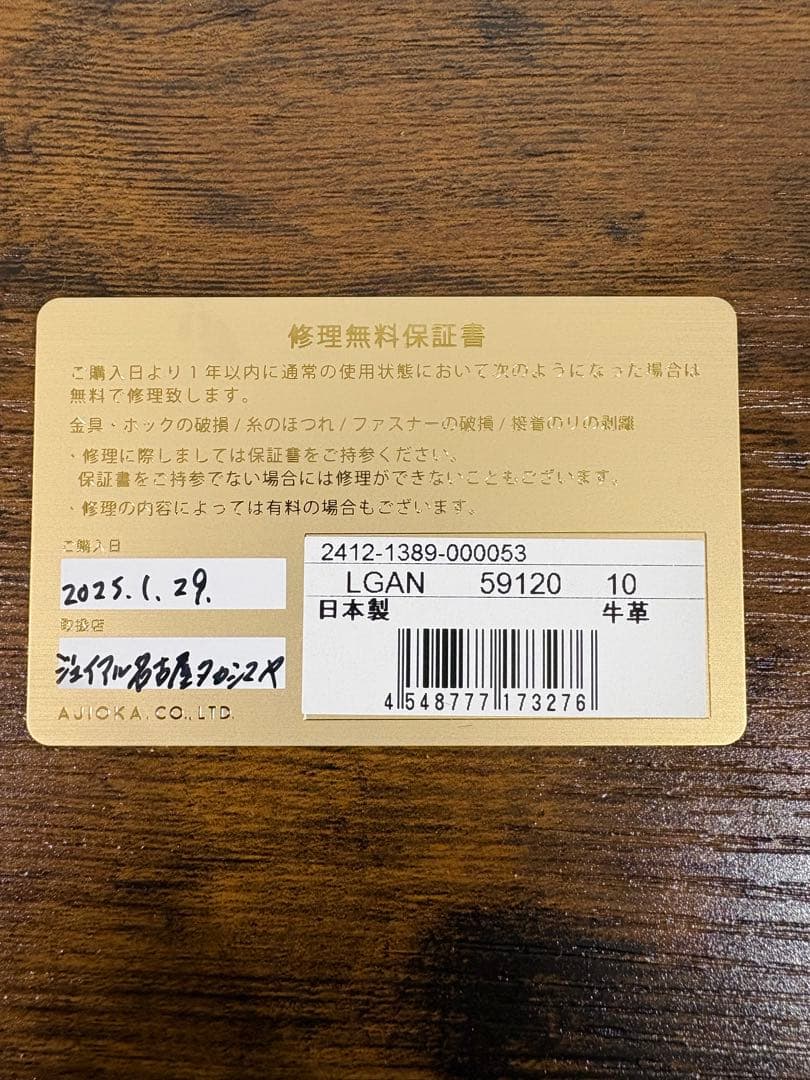 修理無料保証書
ご購入日より1年以内に通常の使用状態において次のようになった場合は
無料で修理致します。
金具・ホックの破損/糸のほつれ/ファスナーの破損/接着のりの剥離
・修理に際しましては保証書をご持参ください。
保証書をご持参でない場合には修理ができないこともございます。
・修理の内容によっては有料の場合もございます。
ご購入日
2025.1.29.
取扱店
ジェイアル名古屋タカシマヤ
AJIOKA.CO.,LTD.
2412-1389-000053
LGAN 59120 10
日本製 牛革
4548777173276